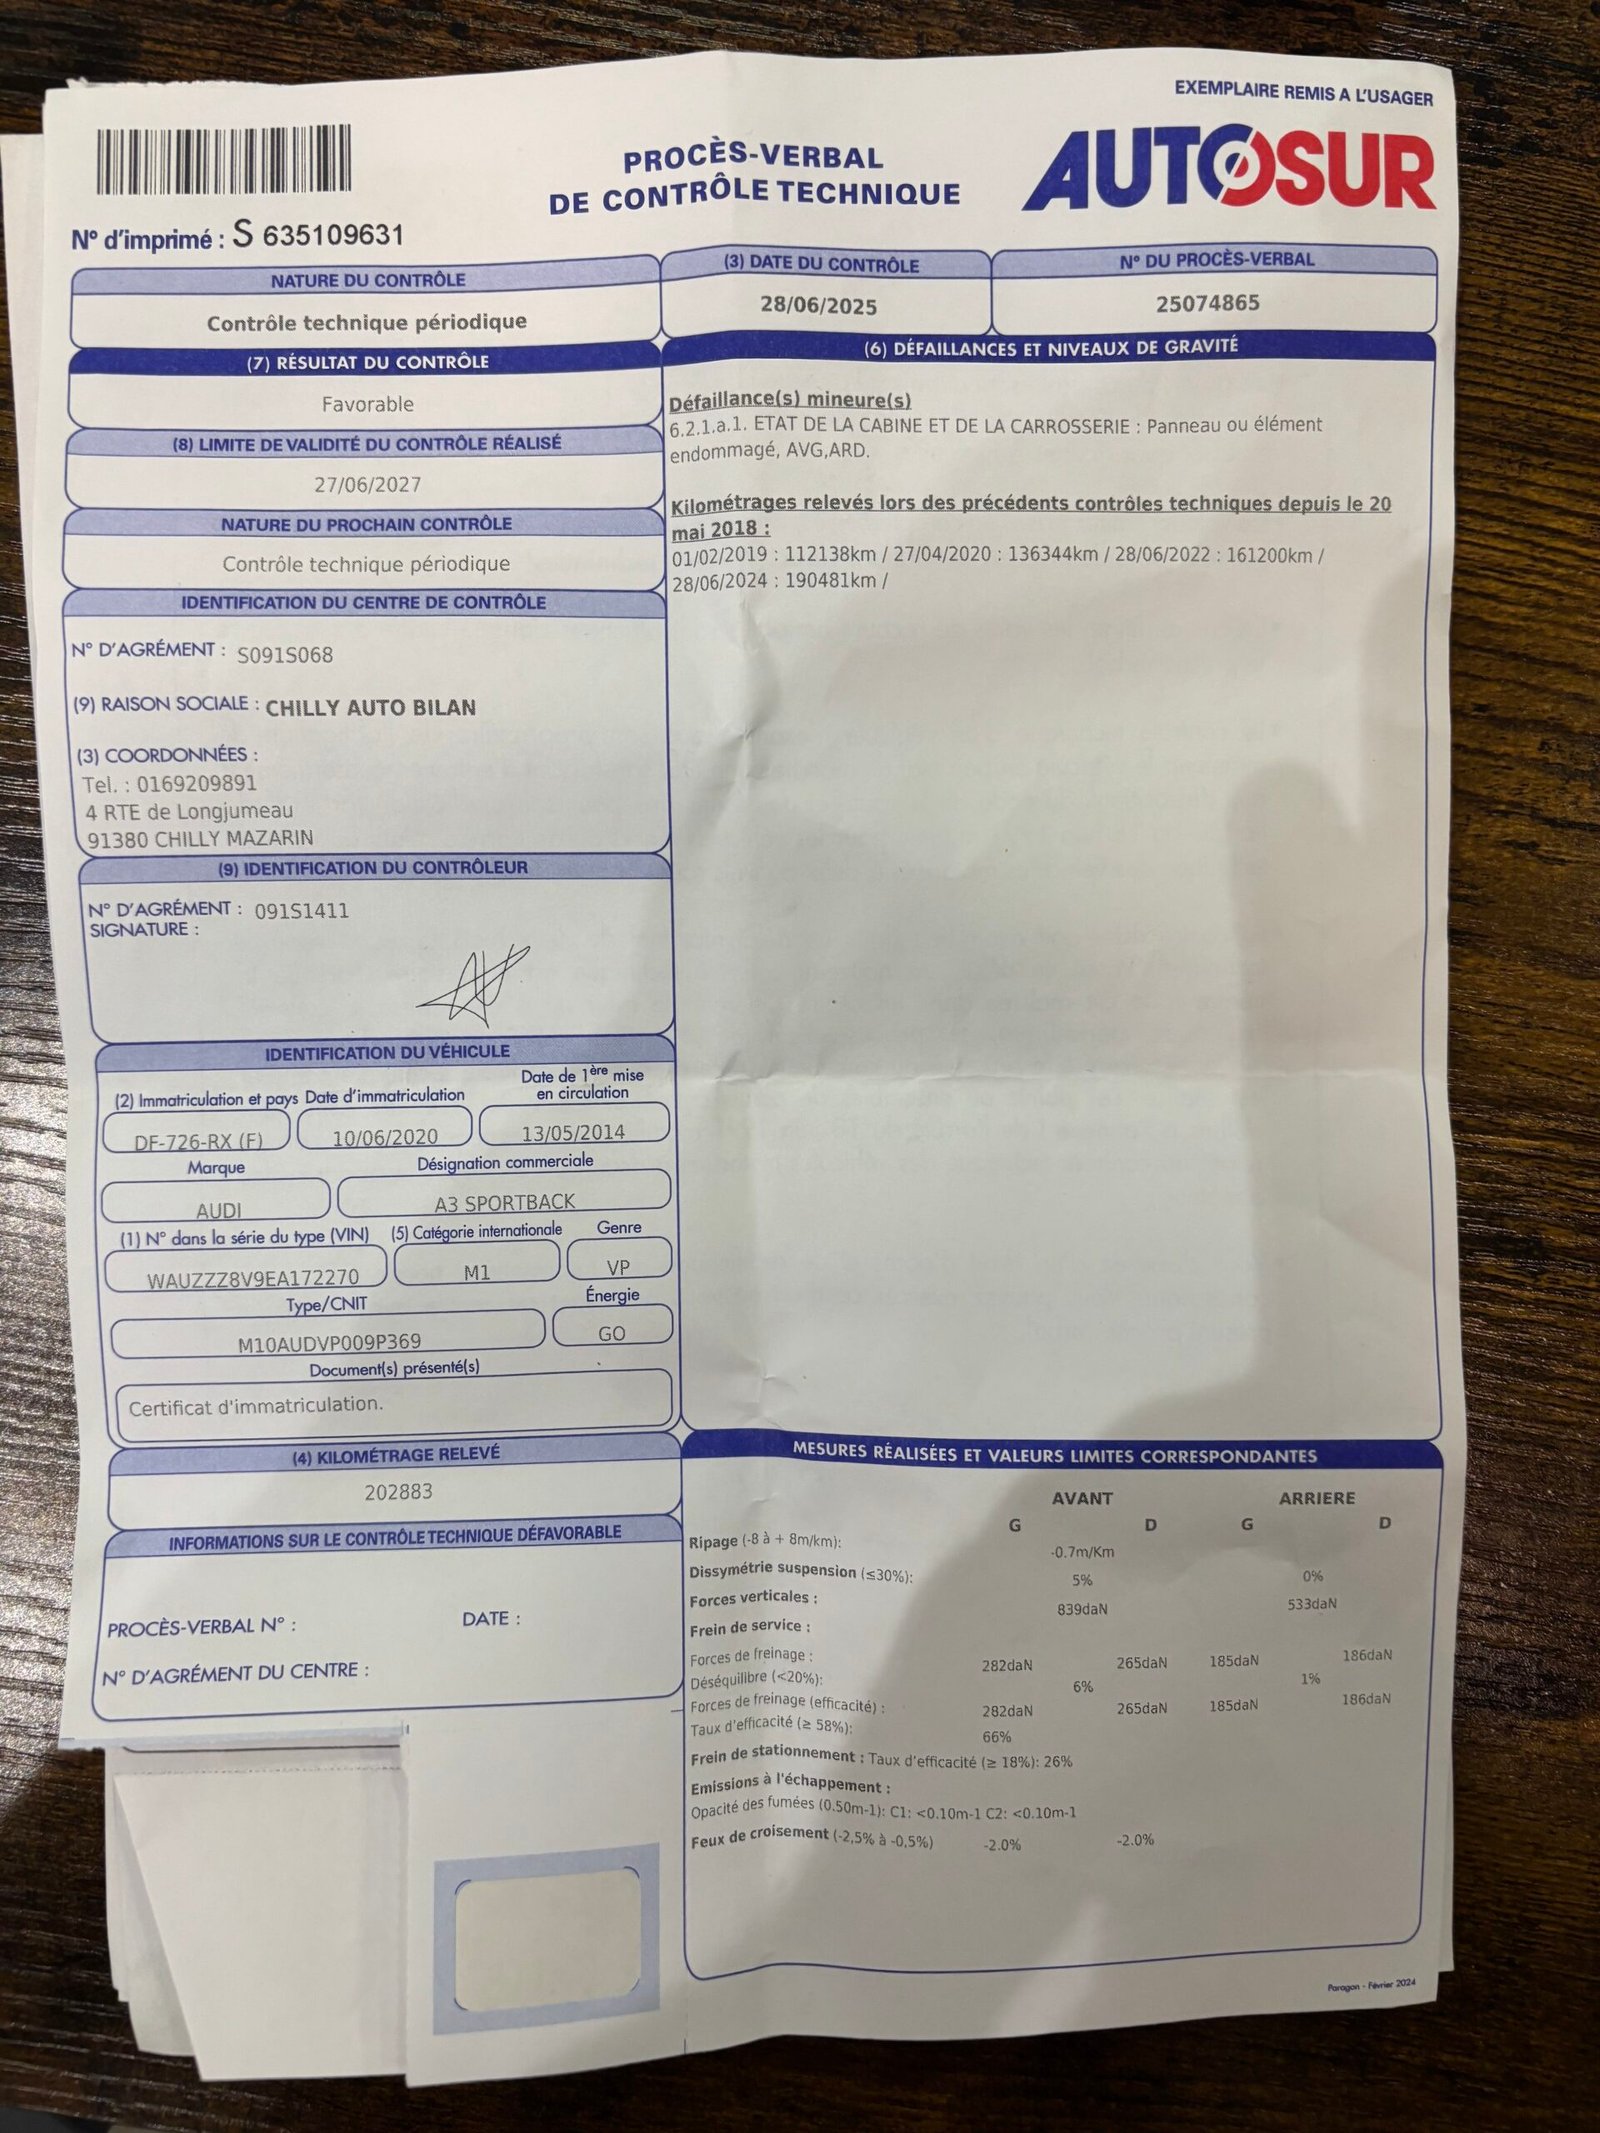 EXEMPLAIRE REMIS A L'USAGER
AUTOSUR
PROCÈS-VERBAL
DE CONTRÔLE TECHNIQUE
N° d'imprimé : S 635109631
NATURE DU CONTRÔLE
Contrôle technique périodique
(3) DATE DU CONTRÔLE
28/06/2025
N° DU PROCÈS-VERBAL
25074865
(7) RÉSULTAT DU CONTRÔLE
Favorable
(8) LIMITE DE VALIDITÉ DU CONTRÔLE RÉALISÉ
27/06/2027
NATURE DU PROCHAIN CONTRÔLE
Contrôle technique périodique
IDENTIFICATION DU CENTRE DE CONTRÔLE
N° D'AGRÉMENT : S091S068
(9) RAISON SOCIALE : CHILLY AUTO BILAN
(3) COORDONNÉES :
Tel. : 0169209891
4 RTE de Longjumeau
91380 CHILLY MAZARIN
(9) IDENTIFICATION DU CONTRÔLEUR
N° D'AGRÉMENT : 091S1411
SIGNATURE :
IDENTIFICATION DU VÉHICULE
(2) Immatriculation et pays Date d'immatriculation Date de 1ère mise
en circulation
DF-726-RX (F) 10/06/2020 13/05/2014
Marque Désignation commerciale
AUDI A3 SPORTBACK
(1) N° dans la série du type (VIN) (5) Catégorie internationale Genre
WAUZZZ8V9EA172270 M1 VP
Type/CNIT Énergie
M10AUDVP009P369 GO
Document(s) présenté(s)
Certificat d'immatriculation.
(4) KILOMÉTRAGE RELEVÉ
202883
INFORMATIONS SUR LE CONTRÔLE TECHNIQUE DÉFAVORABLE
PROCÈS-VERBAL N° : DATE :
N° D'AGRÉMENT DU CENTRE :
(6) DÉFAILLANCES ET NIVEAUX DE GRAVITÉ
Défaillance(s) mineure(s)
6.2.1.a.1. ETAT DE LA CABINE ET DE LA CARROSSERIE : Panneau ou élément
endommagé, AVG,ARD.
Kilométrages relevés lors des précédents contrôles techniques depuis le 20
mai 2018 :
01/02/2019 : 112138km / 27/04/2020 : 136344km / 28/06/2022 : 161200km /
28/06/2024 : 190481km /
MESURES RÉALISÉES ET VALEURS LIMITES CORRESPONDANTES
AVANT ARRIERE
G D G D
Ripage (-8 à + 8m/km): -0.7m/Km
Dissymétrie suspension (≤30%): 5% 0%
Forces verticales : 839daN 533daN
Frein de service :
Forces de freinage : 282daN 265daN 185daN 186daN
Déséquilibre (<20%): 6% 1%
Forces de freinage (efficacité) : 282daN 265daN 185daN 186daN
Taux d'efficacité (≥ 58%): 66%
Frein de stationnement : Taux d'efficacité (≥ 18%): 26%
Emissions à l'échappement :
Opacité des fumées (0.50m-1): C1: <0.10m-1 C2: <0.10m-1
Feux de croisement (-2,5% à -0,5%) -2.0% -2.0%
Paragon - Février 2024